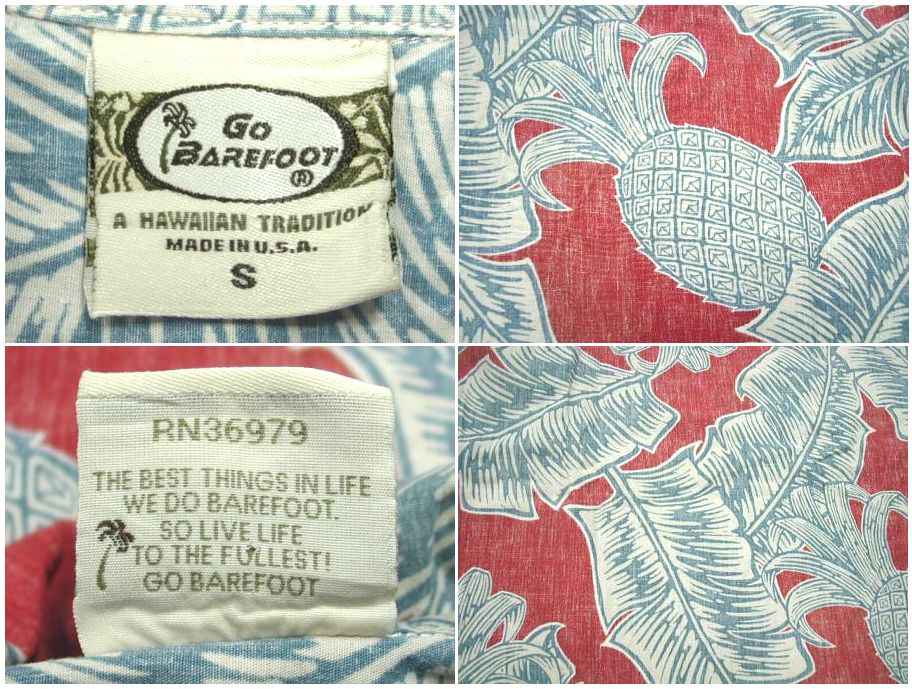 Go
BAREFOOT
®
A HAWAIIAN TRADITION
MADE IN U.S.A.
S
RN36979
THE BEST THINGS IN LIFE
WE DO BAREFOOT.
SO LIVE LIFE
TO THE FULLEST!
GO BAREFOOT